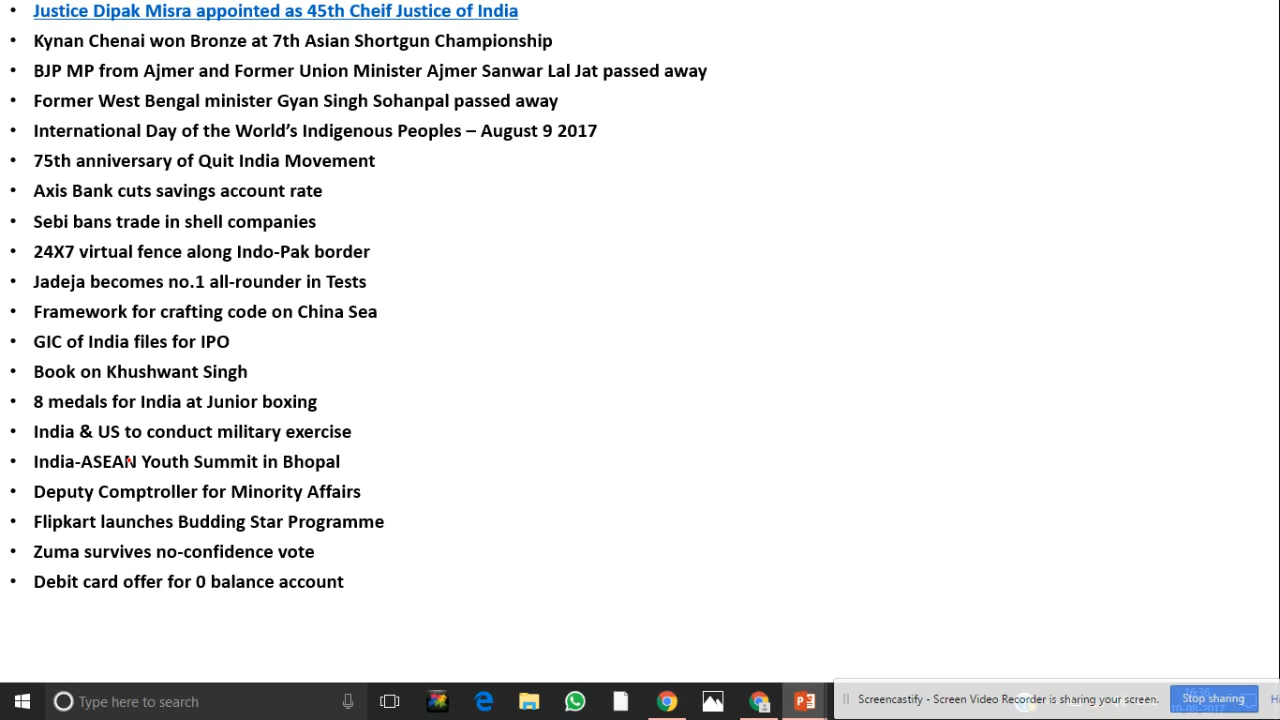 • Justice Dipak Misra appointed as 45th Cheif Justice of India
• Kynan Chenai won Bronze at 7th Asian Shortgun Championship
• BJP MP from Ajmer and Former Union Minister Ajmer Sanwar Lal Jat passed away
• Former West Bengal minister Gyan Singh Sohanpal passed away
• International Day of the World’s Indigenous Peoples – August 9 2017
• 75th anniversary of Quit India Movement
• Axis Bank cuts savings account rate
• Sebi bans trade in shell companies
• 24X7 virtual fence along Indo-Pak border
• Jadeja becomes no.1 all-rounder in Tests
• Framework for crafting code on China Sea
• GIC of India files for IPO
• Book on Khushwant Singh
• 8 medals for India at Junior boxing
• India & US to conduct military exercise
• India-ASEAN Youth Summit in Bhopal
• Deputy Comptroller for Minority Affairs
• Flipkart launches Budding Star Programme
• Zuma survives no-confidence vote
• Debit card offer for 0 balance account
Type here to search
Screencastify - Screen Video Recorder is sharing your screen.
Stop sharing